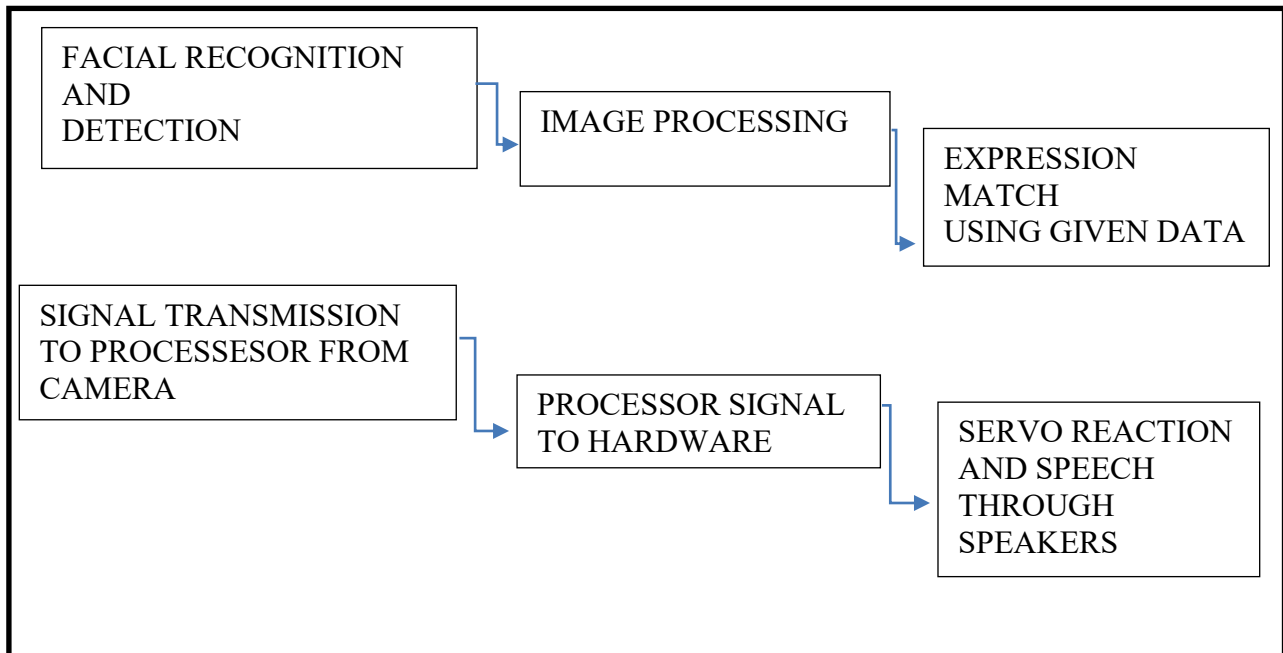 FACIAL RECOGNITION
AND
DETECTION
IMAGE PROCESSING
EXPRESSION
MATCH
USING GIVEN DATA
SIGNAL TRANSMISSION
TO PROCESSESOR FROM
CAMERA
PROCESSOR SIGNAL
TO HARDWARE
SERVO REACTION
AND SPEECH
THROUGH
SPEAKERS